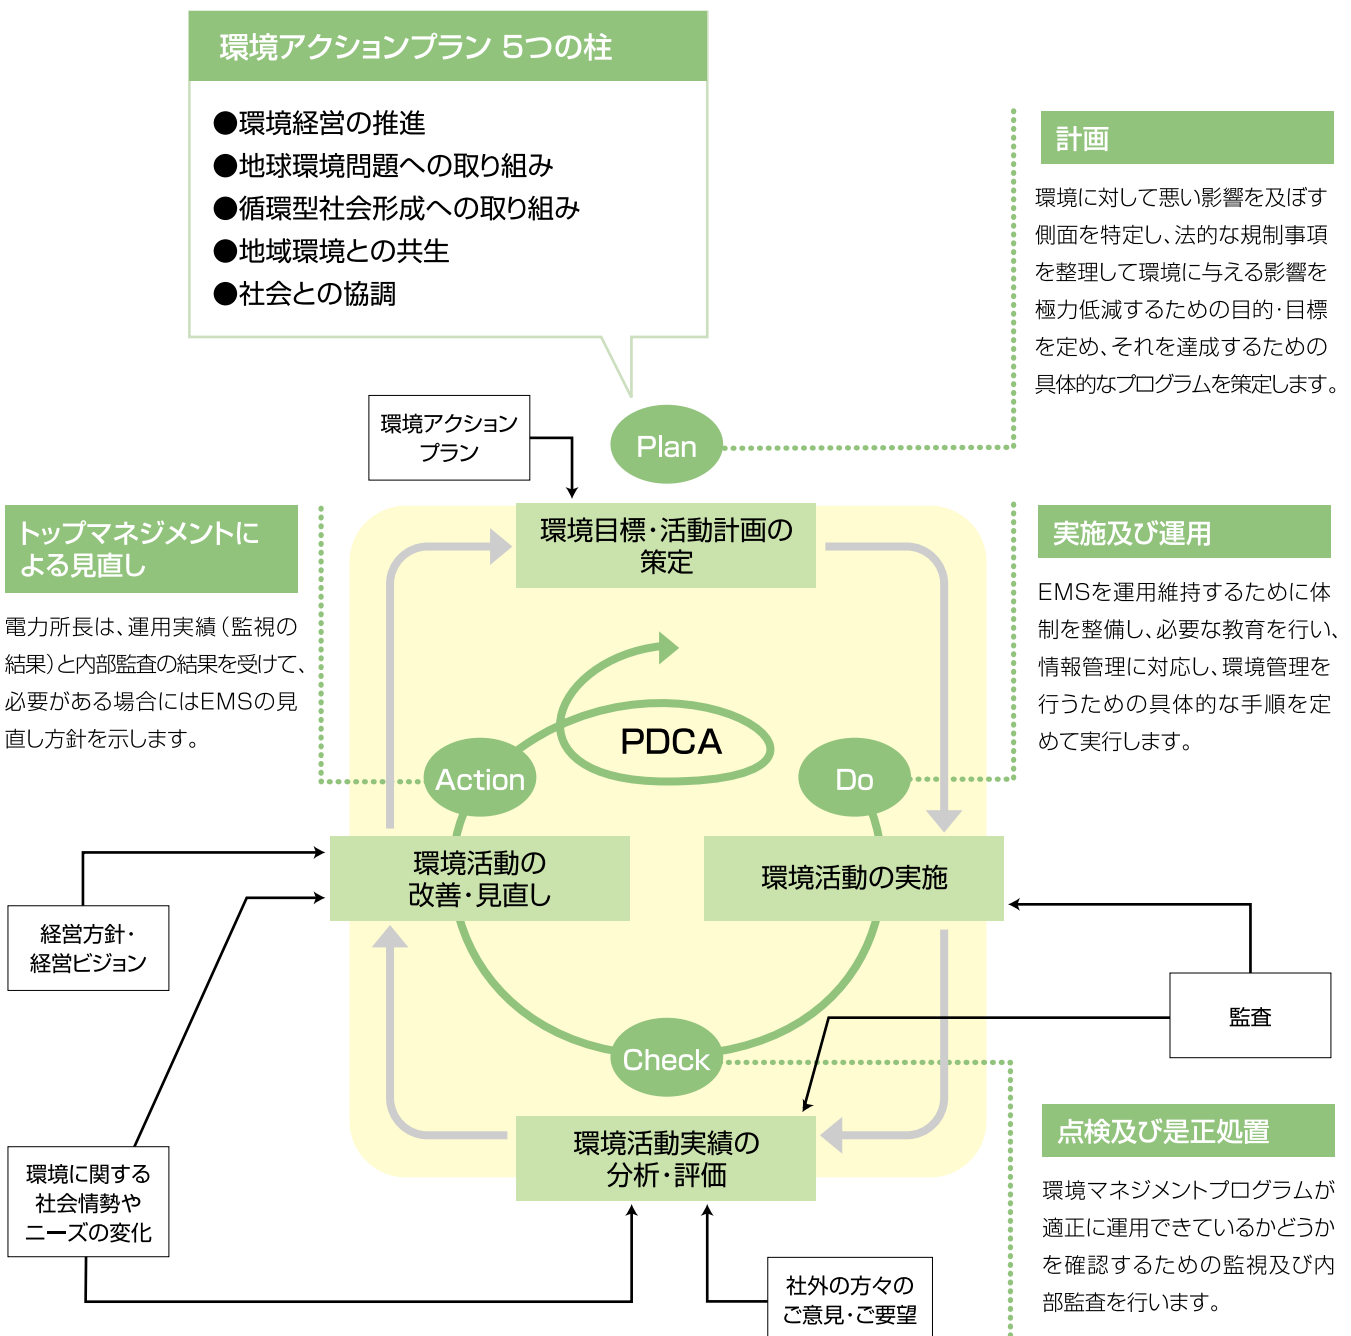 環境アクションプラン 5つの柱
●環境経営の推進
●地球環境問題への取り組み
●循環型社会形成への取り組み
●地域環境との共生
●社会との協調
計画
環境に対して悪い影響を及ぼす
側面を特定し、法的な規制事項
を整理して環境に与える影響を
極力低減するための目的・目標
を定め、それを達成するための
具体的なプログラムを策定します。
環境アクション
プラン
Plan
環境目標・活動計画の
策定
トップマネジメントに
よる見直し
電力所長は、運用実績（監視の
結果）と内部監査の結果を受けて、
必要がある場合にはEMSの見
直し方針を示します。
実施及び運用
EMSを運用維持するために体
制を整備し、必要な教育を行い、
情報管理に対応し、環境管理を
行うための具体的な手順を定
めて実行します。
PDCA
Action
Do
環境活動の
改善・見直し
環境活動の実施
経営方針・
経営ビジョン
監査
Check
環境活動実績の
分析・評価
点検及び是正処置
環境マネジメントプログラムが
適正に運用できているかどうか
を確認するための監視及び内
部監査を行います。
環境に関する
社会情勢や
ニーズの変化
社外の方々の
ご意見・ご要望